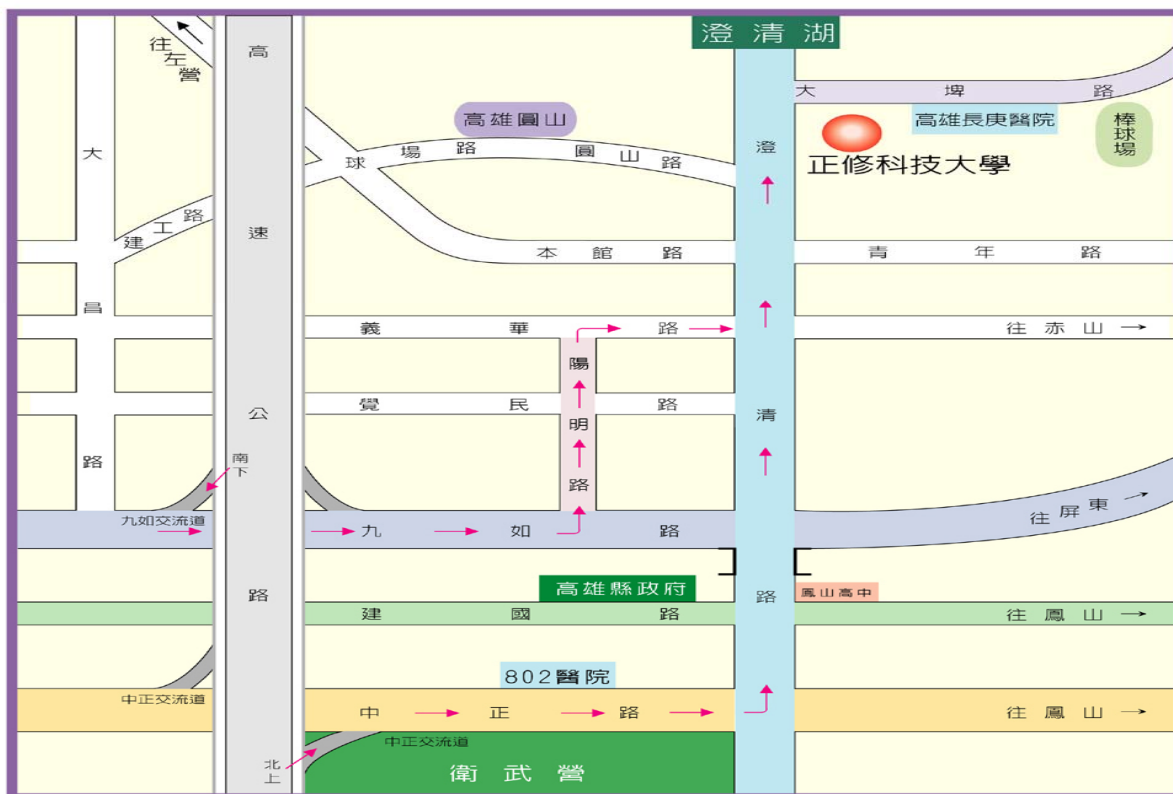 澄清湖
往左營
高速公路
大昌路
大埤路
高雄長庚醫院
棒球場
高雄圓山
正修科技大學
球場路
圓山路
建工路
澄清路
本館路
青年路
義華路
往赤山
陽明路
覺民路
南下
九如交流道
九如路
往屏東
高雄縣政府
鳳山高中
建國路
往鳳山
802醫院
中正交流道
中正路
往鳳山
中正交流道
北上
衛武營